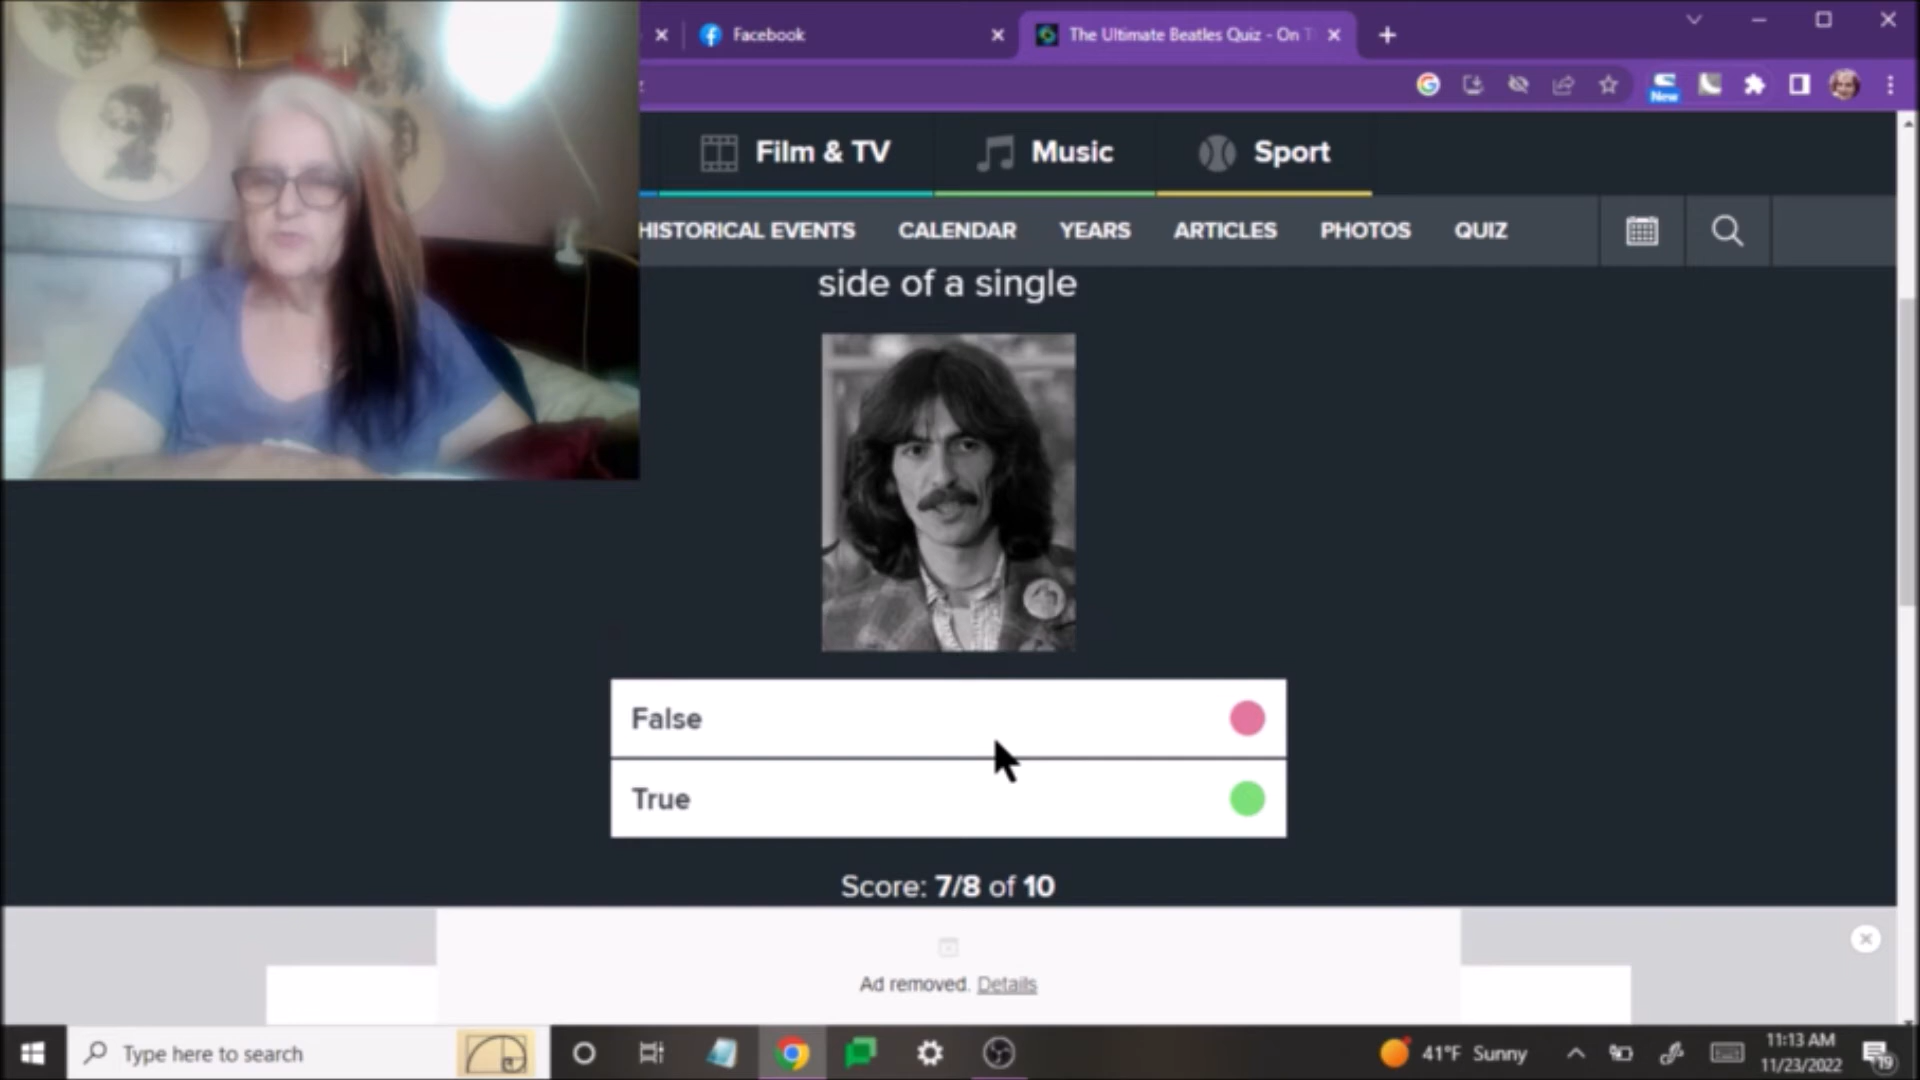 Facebook
The Ultimate Beatles Quiz - On T
New
Film & TV
Music
Sport
HISTORICAL EVENTS
CALENDAR
YEARS
ARTICLES
PHOTOS
QUIZ
side of a single
False
True
Score: 7/8 of 10
Ad removed. Details
Type here to search
41°F Sunny
11:13 AM
11/23/2022
19